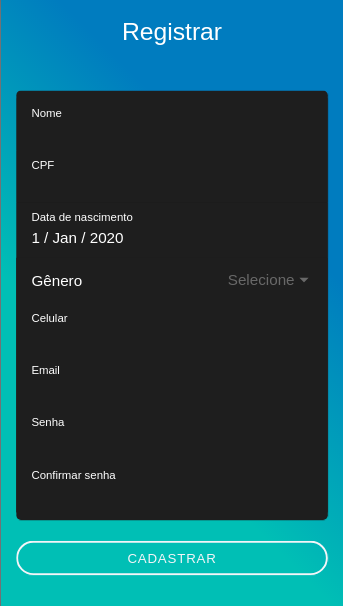 Registrar
Nome
CPF
Data de nascimento
1 / Jan / 2020
Gênero Selecione
Celular
Email
Senha
Confirmar senha
CADASTRAR